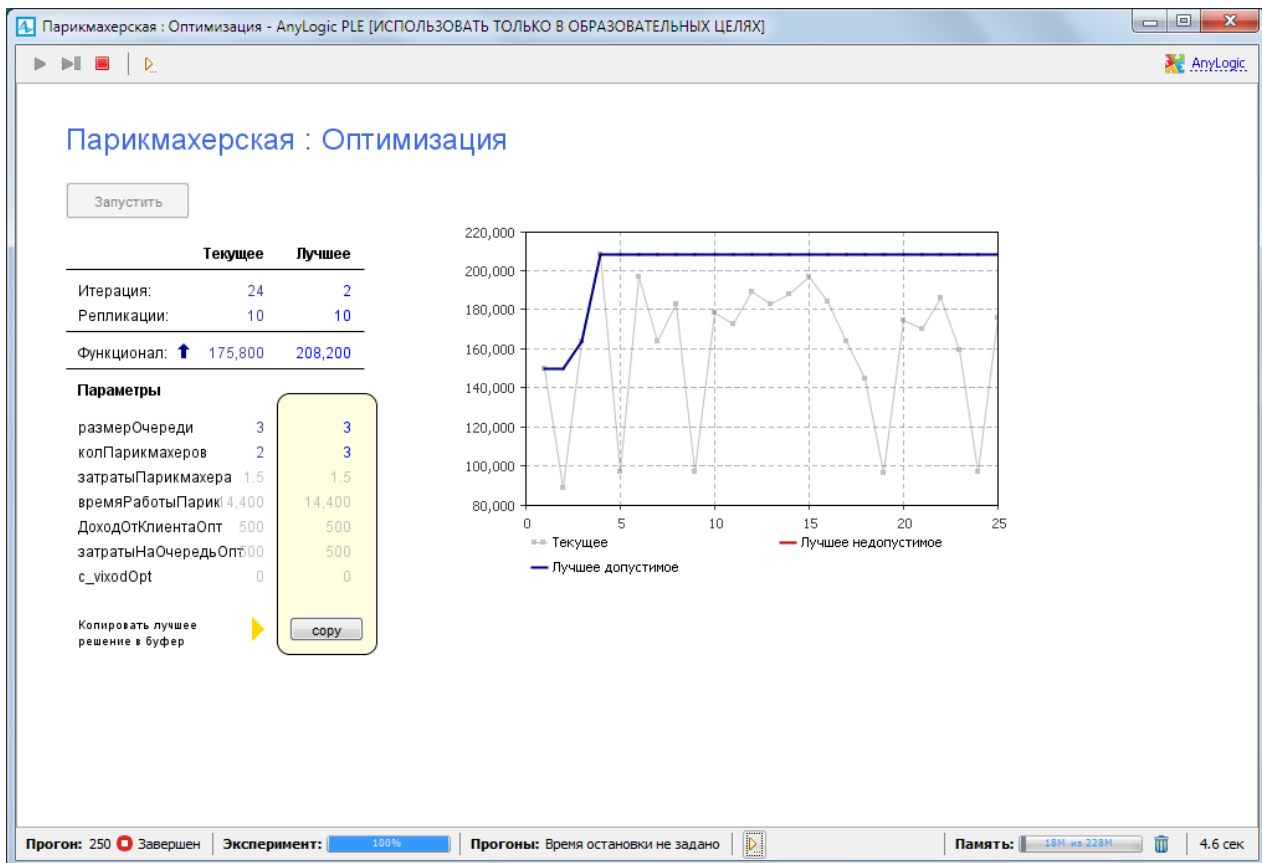 Парикмахерская : Оптимизация - AnyLogic PLE [ИСПОЛЬЗОВАТЬ ТОЛЬКО В ОБРАЗОВАТЕЛЬНЫХ ЦЕЛЯХ]
AnyLogic
Парикмахерская : Оптимизация
Запустить
Текущее Лучшее
Итерация: 24 2
Репликации: 10 10
Функционал: 175,800 208,200
Параметры
размерОчереди 3 3
колПарикмахеров 2 3
затратыПарикмахера 1.5 1.5
времяРаботыПарик 4,400 14,400
ДоходОтКлиентаОпт 500 500
затратыНаОчередьОпт 500 500
c_vixodOpt 0 0
Копировать лучшее
решение в буфер
copy
220,000
200,000
180,000
160,000
140,000
120,000
100,000
80,000
0 5 10 15 20 25
Текущее
Лучшее недопустимое
Лучшее допустимое
Прогон: 250 Завершен Эксперимент: 100% Прогоны: Время остановки не задано Память: 18M из 228M 4.6 сек